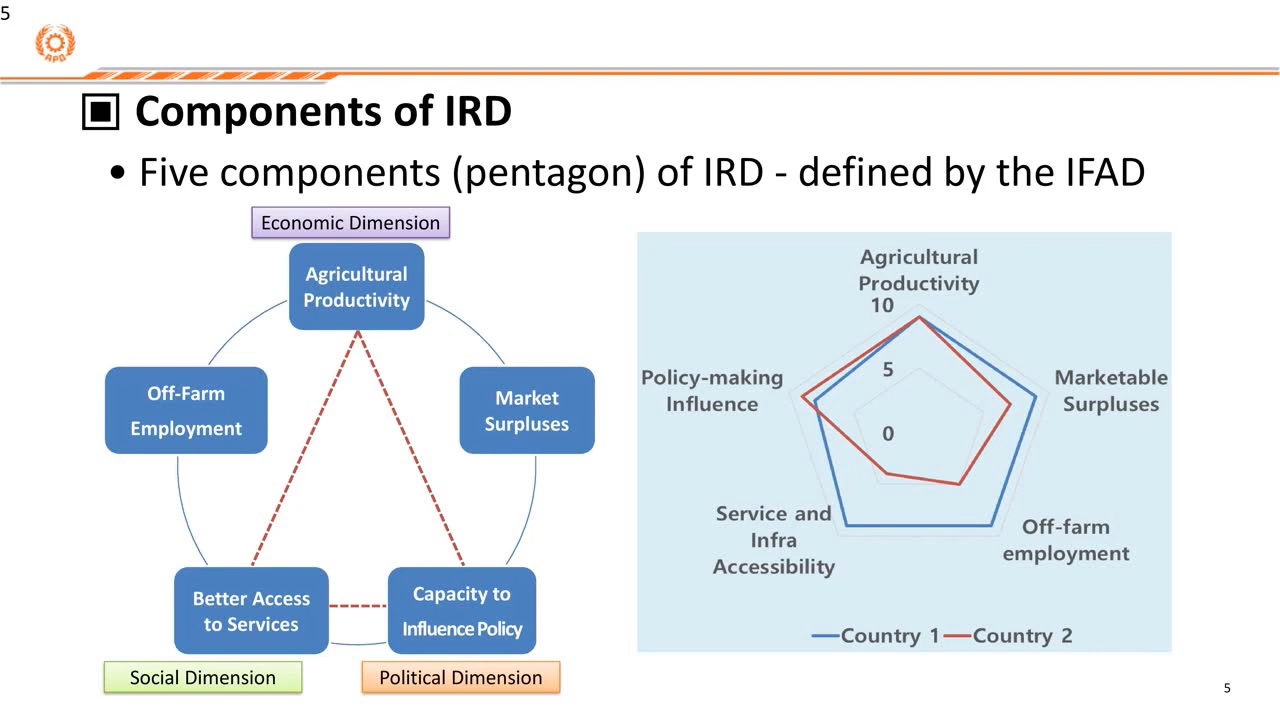 5
APO
Components of IRD
• Five components (pentagon) of IRD - defined by the IFAD
Economic Dimension
Agricultural
Productivity
Off-Farm
Employment
Market
Surpluses
Better Access
to Services
Capacity to
Influence Policy
Social Dimension
Political Dimension
Agricultural
Productivity
10
5
0
Policy-making
Influence
Marketable
Surpluses
Service and
Infra
Accessibility
Off-farm
employment
Country 1
Country 2
5